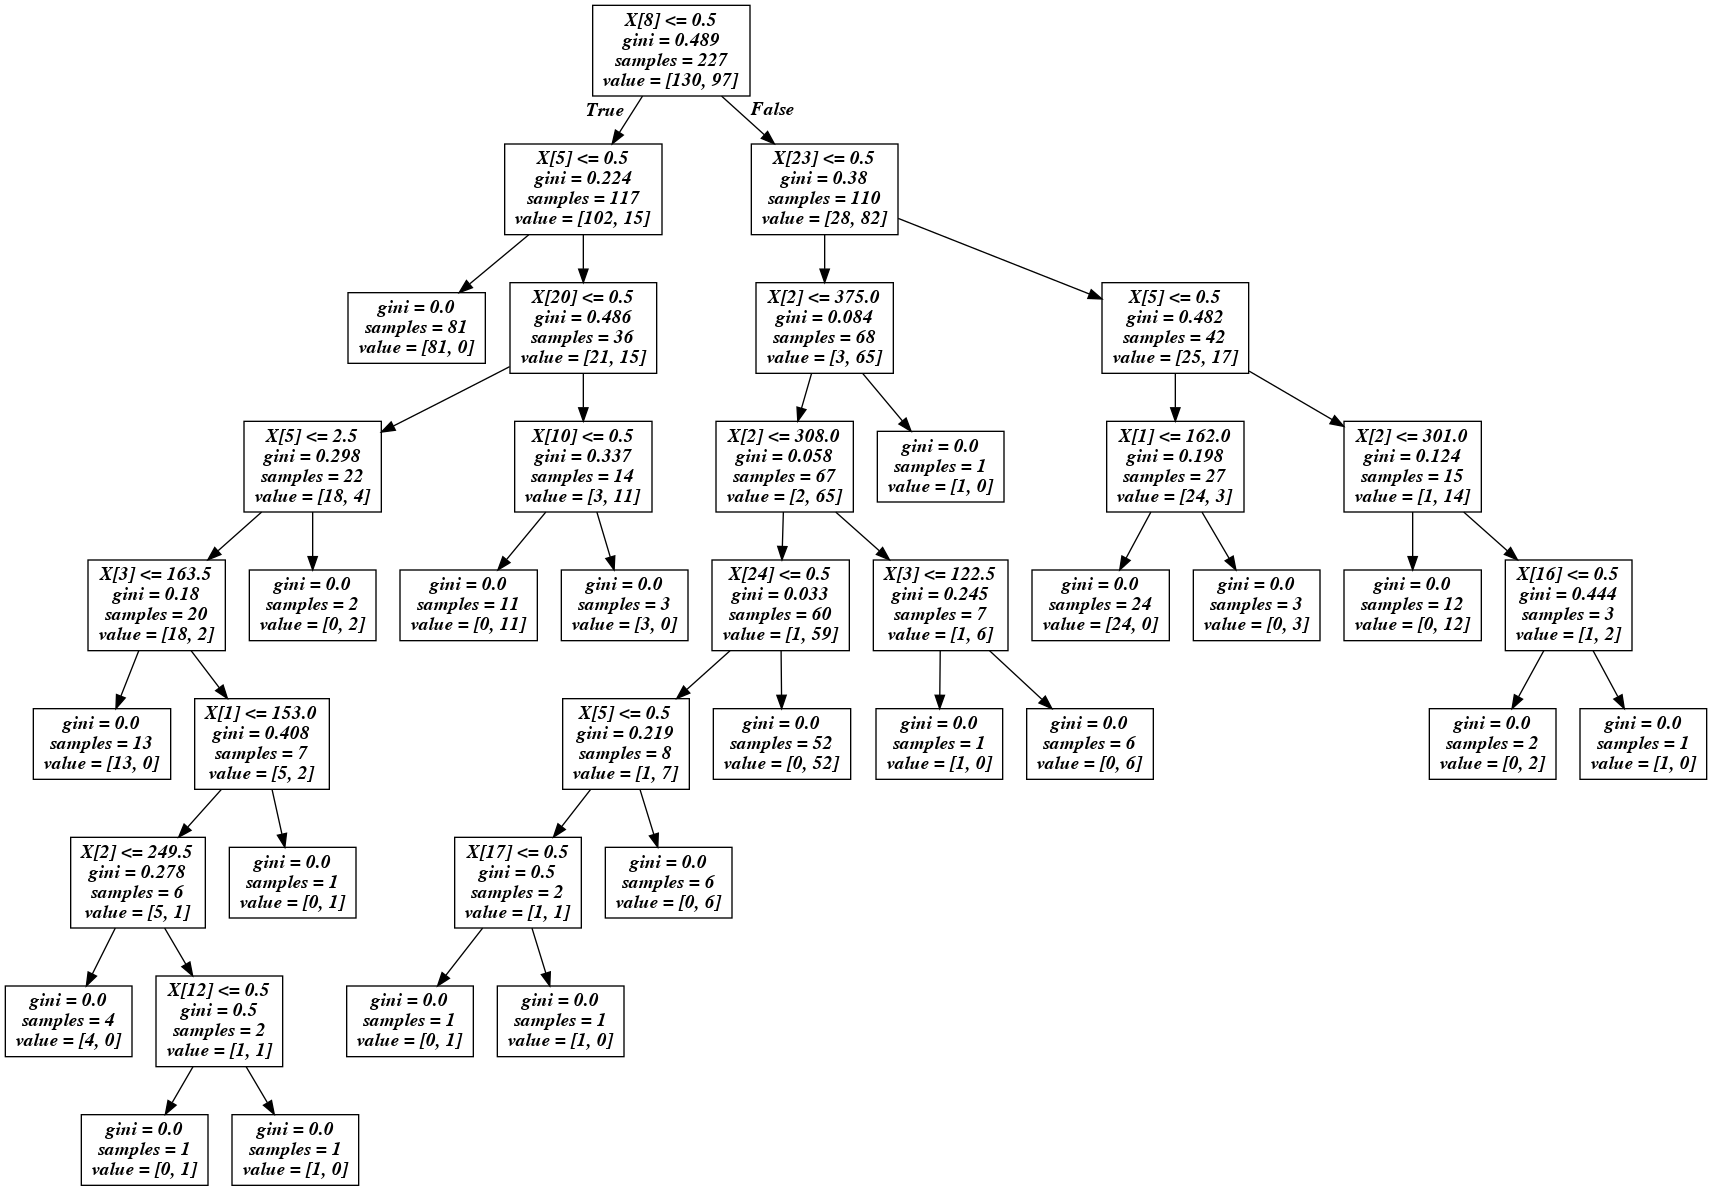 X[8] <= 0.5
gini = 0.489
samples = 227
value = [130, 97]
True
False
X[5] <= 0.5
gini = 0.224
samples = 117
value = [102, 15]
X[23] <= 0.5
gini = 0.38
samples = 110
value = [28, 82]
gini = 0.0
samples = 81
value = [81, 0]
X[20] <= 0.5
gini = 0.486
samples = 36
value = [21, 15]
X[2] <= 375.0
gini = 0.084
samples = 68
value = [3, 65]
X[5] <= 0.5
gini = 0.482
samples = 42
value = [25, 17]
X[5] <= 2.5
gini = 0.298
samples = 22
value = [18, 4]
X[10] <= 0.5
gini = 0.337
samples = 14
value = [3, 11]
X[2] <= 308.0
gini = 0.058
samples = 67
value = [2, 65]
gini = 0.0
samples = 1
value = [1, 0]
X[1] <= 162.0
gini = 0.198
samples = 27
value = [24, 3]
X[2] <= 301.0
gini = 0.124
samples = 15
value = [1, 14]
X[3] <= 163.5
gini = 0.18
samples = 20
value = [18, 2]
gini = 0.0
samples = 2
value = [0, 2]
gini = 0.0
samples = 11
value = [0, 11]
gini = 0.0
samples = 3
value = [3, 0]
X[24] <= 0.5
gini = 0.033
samples = 60
value = [1, 59]
X[3] <= 122.5
gini = 0.245
samples = 7
value = [1, 6]
gini = 0.0
samples = 24
value = [24, 0]
gini = 0.0
samples = 3
value = [0, 3]
gini = 0.0
samples = 12
value = [0, 12]
X[16] <= 0.5
gini = 0.444
samples = 3
value = [1, 2]
gini = 0.0
samples = 13
value = [13, 0]
X[1] <= 153.0
gini = 0.408
samples = 7
value = [5, 2]
X[5] <= 0.5
gini = 0.219
samples = 8
value = [1, 7]
gini = 0.0
samples = 52
value = [0, 52]
gini = 0.0
samples = 1
value = [1, 0]
gini = 0.0
samples = 6
value = [0, 6]
gini = 0.0
samples = 2
value = [0, 2]
gini = 0.0
samples = 1
value = [1, 0]
X[2] <= 249.5
gini = 0.278
samples = 6
value = [5, 1]
gini = 0.0
samples = 1
value = [0, 1]
X[17] <= 0.5
gini = 0.5
samples = 2
value = [1, 1]
gini = 0.0
samples = 6
value = [0, 6]
gini = 0.0
samples = 4
value = [4, 0]
X[12] <= 0.5
gini = 0.5
samples = 2
value = [1, 1]
gini = 0.0
samples = 1
value = [0, 1]
gini = 0.0
samples = 1
value = [1, 0]
gini = 0.0
samples = 1
value = [0, 1]
gini = 0.0
samples = 1
value = [1, 0]